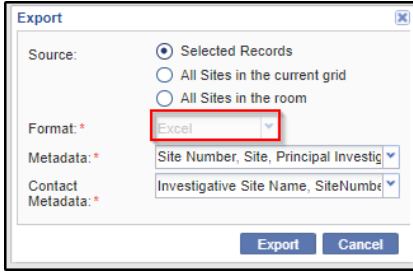 Export
Source:
Selected Records
All Sites in the current grid
All Sites in the room
Format:*
Excel
Metadata:*
Site Number, Site, Principal Investig
Contact
Metadata:*
Investigative Site Name, SiteNumbe
Export
Cancel